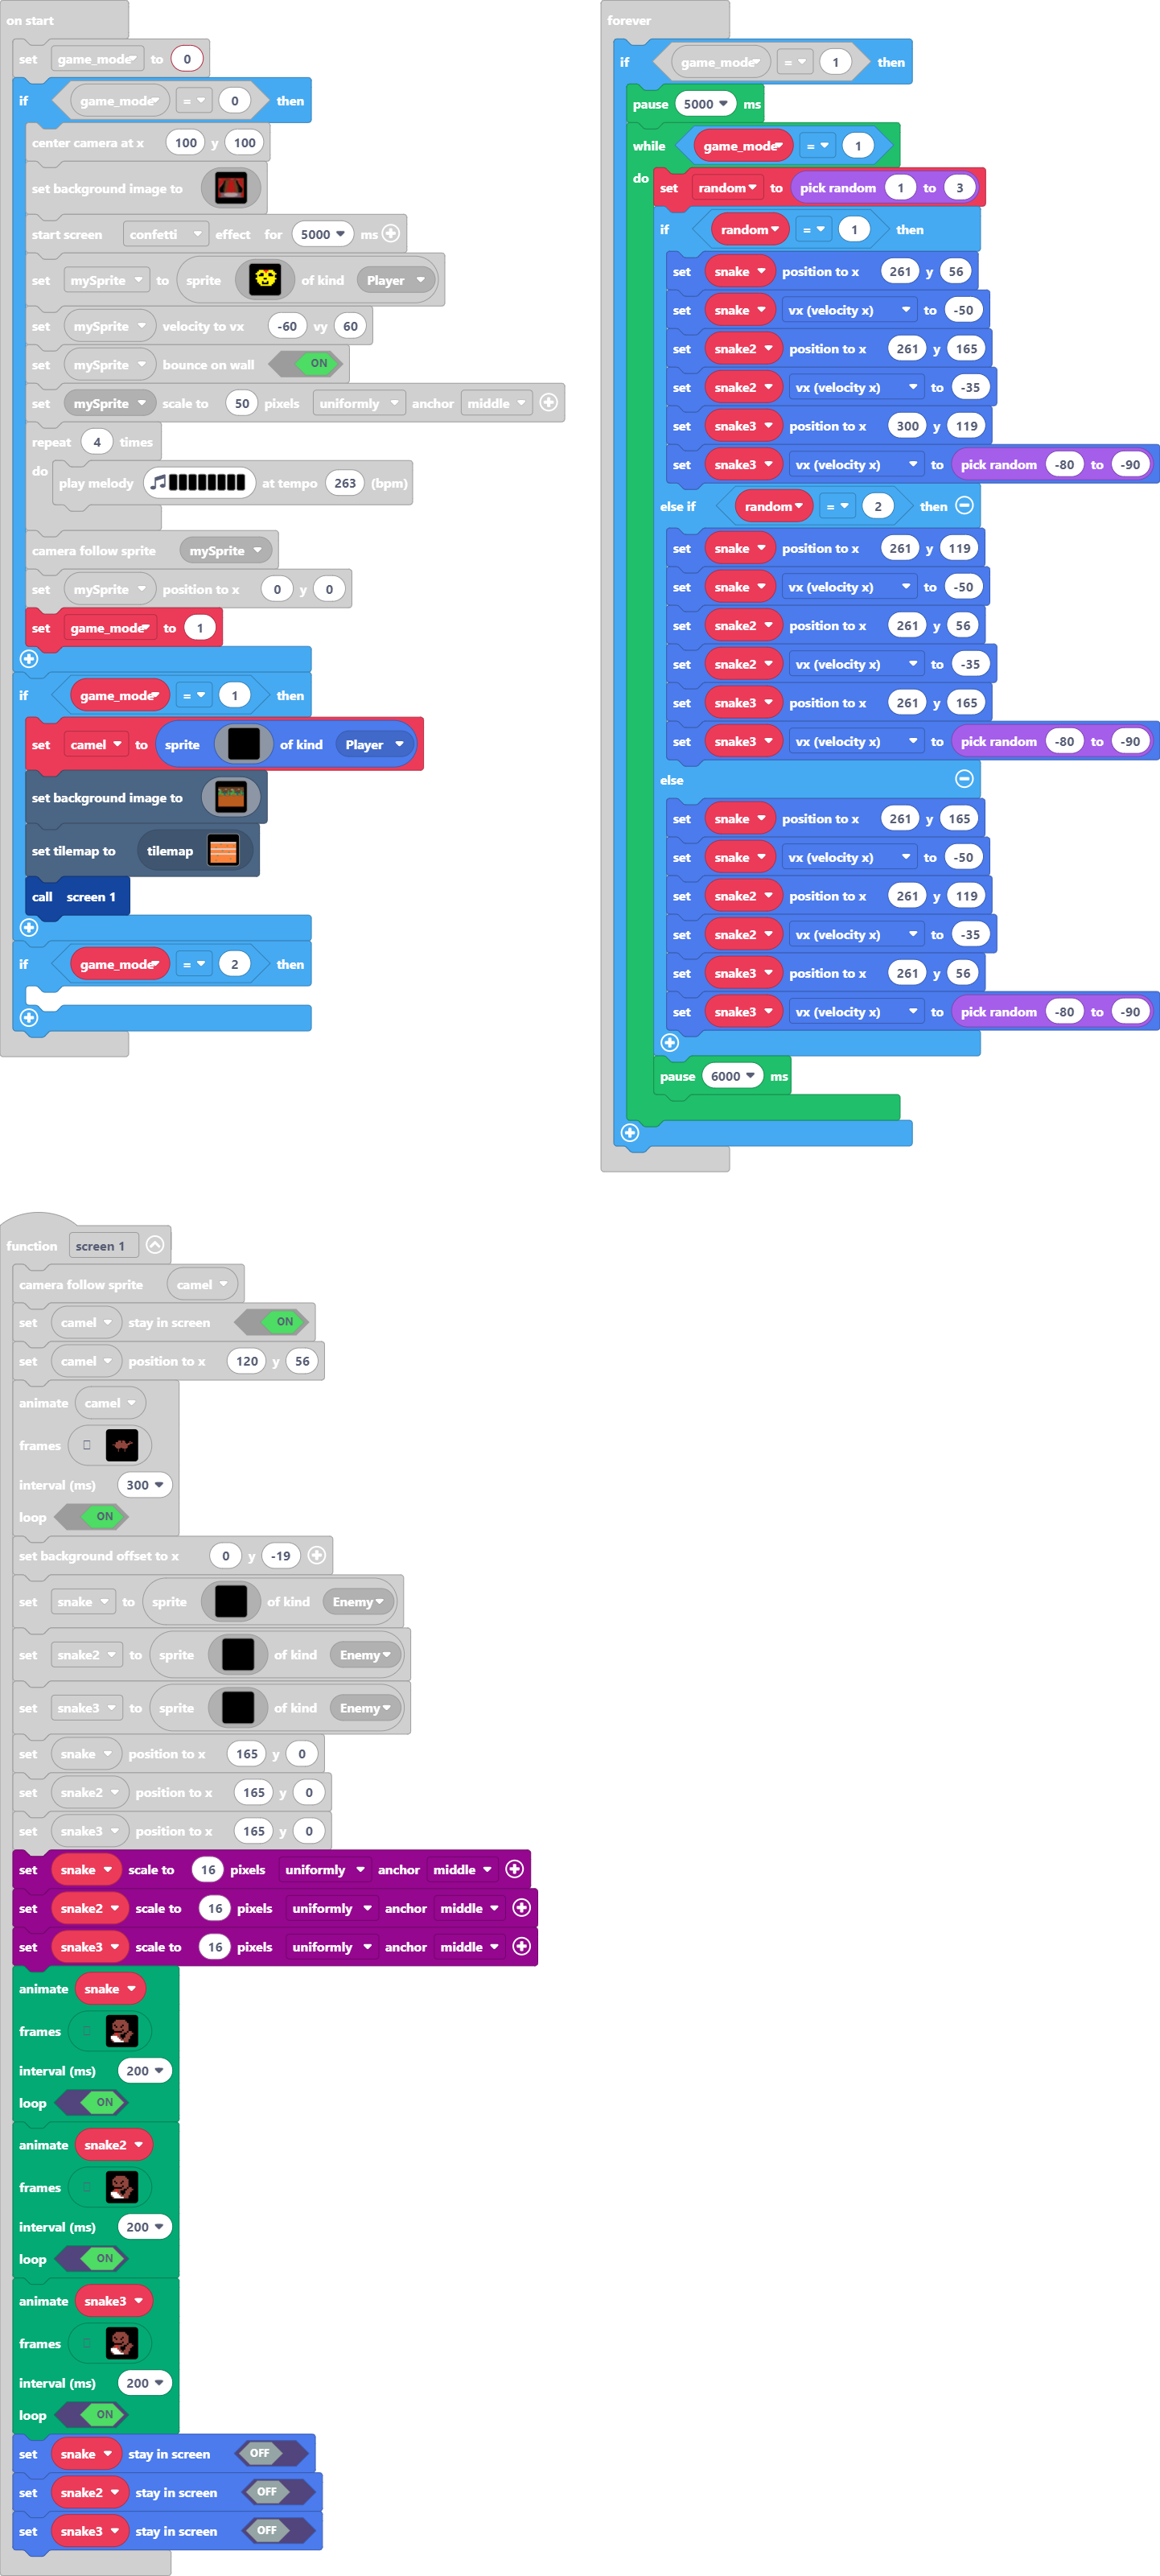 on start
set game_mode to 0
if game_mode = 0 then
center camera at x 100 y 100
set background image to
start screen confetti effect for 5000 ms
set mySprite to sprite of kind Player
set mySprite velocity to vx -60 vy 60
set mySprite bounce on wall ON
set mySprite scale to 50 pixels uniformly anchor middle
repeat 4 times
do play melody at tempo 263 (bpm)
camera follow sprite mySprite
set mySprite position to x 0 y 0
set game_mode to 1
if game_mode = 1 then
set camel to sprite of kind Player
set background image to
set tilemap to tilemap
call screen 1
if game_mode = 2 then
forever
if game_mode = 1 then
pause 5000 ms
while game_mode = 1
do set random to pick random 1 to 3
if random = 1 then
set snake position to x 261 y 56
set snake vx (velocity x) to -50
set snake2 position to x 261 y 165
set snake2 vx (velocity x) to -35
set snake3 position to x 300 y 119
set snake3 vx (velocity x) to pick random -80 to -90
else if random = 2 then
set snake position to x 261 y 119
set snake vx (velocity x) to -50
set snake2 position to x 261 y 56
set snake2 vx (velocity x) to -35
set snake3 position to x 261 y 165
set snake3 vx (velocity x) to pick random -80 to -90
else
set snake position to x 261 y 165
set snake vx (velocity x) to -50
set snake2 position to x 261 y 119
set snake2 vx (velocity x) to -35
set snake3 position to x 261 y 56
set snake3 vx (velocity x) to pick random -80 to -90
pause 6000 ms
function screen 1
camera follow sprite camel
set camel stay in screen ON
set camel position to x 120 y 56
animate camel
frames
interval (ms) 300
loop ON
set background offset to x 0 y -19
set snake to sprite of kind Enemy
set snake2 to sprite of kind Enemy
set snake3 to sprite of kind Enemy
set snake position to x 165 y 0
set snake2 position to x 165 y 0
set snake3 position to x 165 y 0
set snake scale to 16 pixels uniformly anchor middle
set snake2 scale to 16 pixels uniformly anchor middle
set snake3 scale to 16 pixels uniformly anchor middle
animate snake
frames
interval (ms) 200
loop ON
animate snake2
frames
interval (ms) 200
loop ON
animate snake3
frames
interval (ms) 200
loop ON
set snake stay in screen OFF
set snake2 stay in screen OFF
set snake3 stay in screen OFF